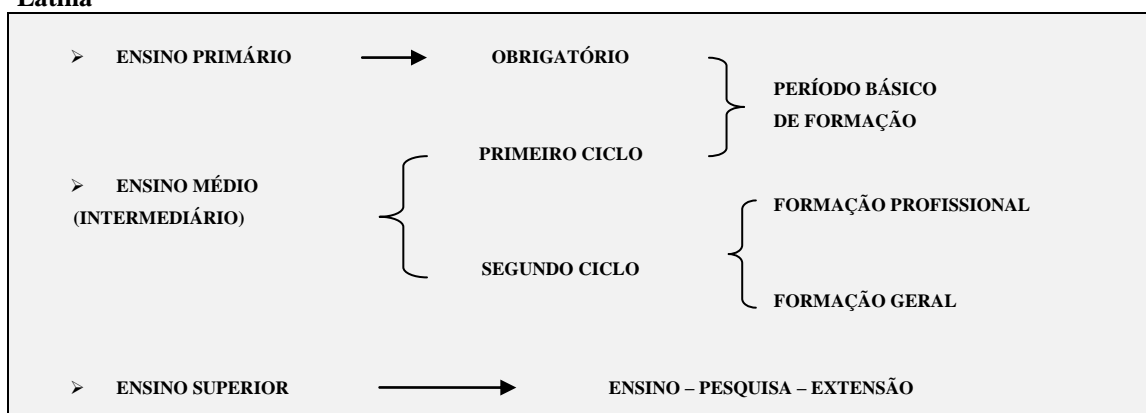 Latina
ENSINO PRIMÁRIO
OBRIGATÓRIO
PERÍODO BÁSICO
DE FORMAÇÃO
PRIMEIRO CICLO
ENSINO MÉDIO
(INTERMEDIÁRIO)
FORMAÇÃO PROFISSIONAL
SEGUNDO CICLO
FORMAÇÃO GERAL
ENSINO SUPERIOR
ENSINO – PESQUISA – EXTENSÃO